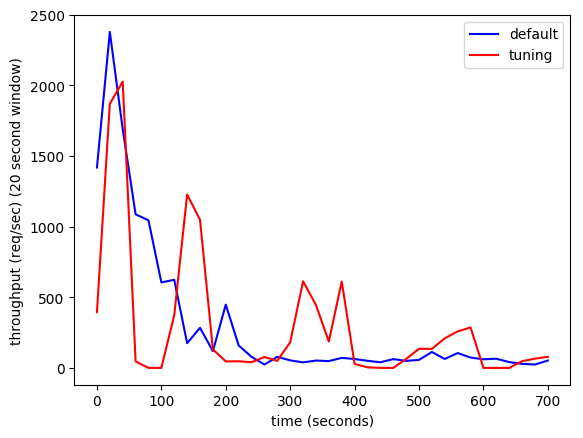 2500
2000
1500
1000
500
0
throughput (req/sec) (20 second window)
default
tuning
0 100 200 300 400 500 600 700
time (seconds)